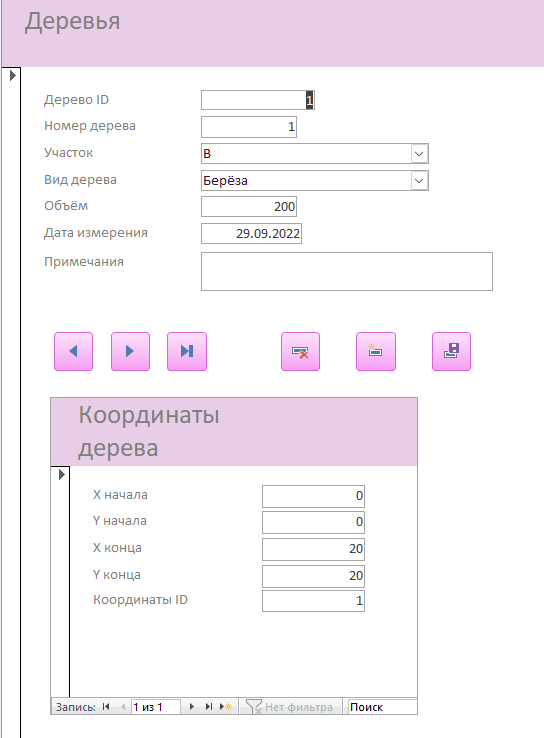 Деревья
Дерево ID 1
Номер дерева 1
Участок В
Вид дерева Берёза
Объём 200
Дата измерения 29.09.2022
Примечания
Координаты
дерева
X начала 0
Y начала 0
X конца 20
Y конца 20
Координаты ID 1
Запись: 1 из 1 Нет фильтра Поиск